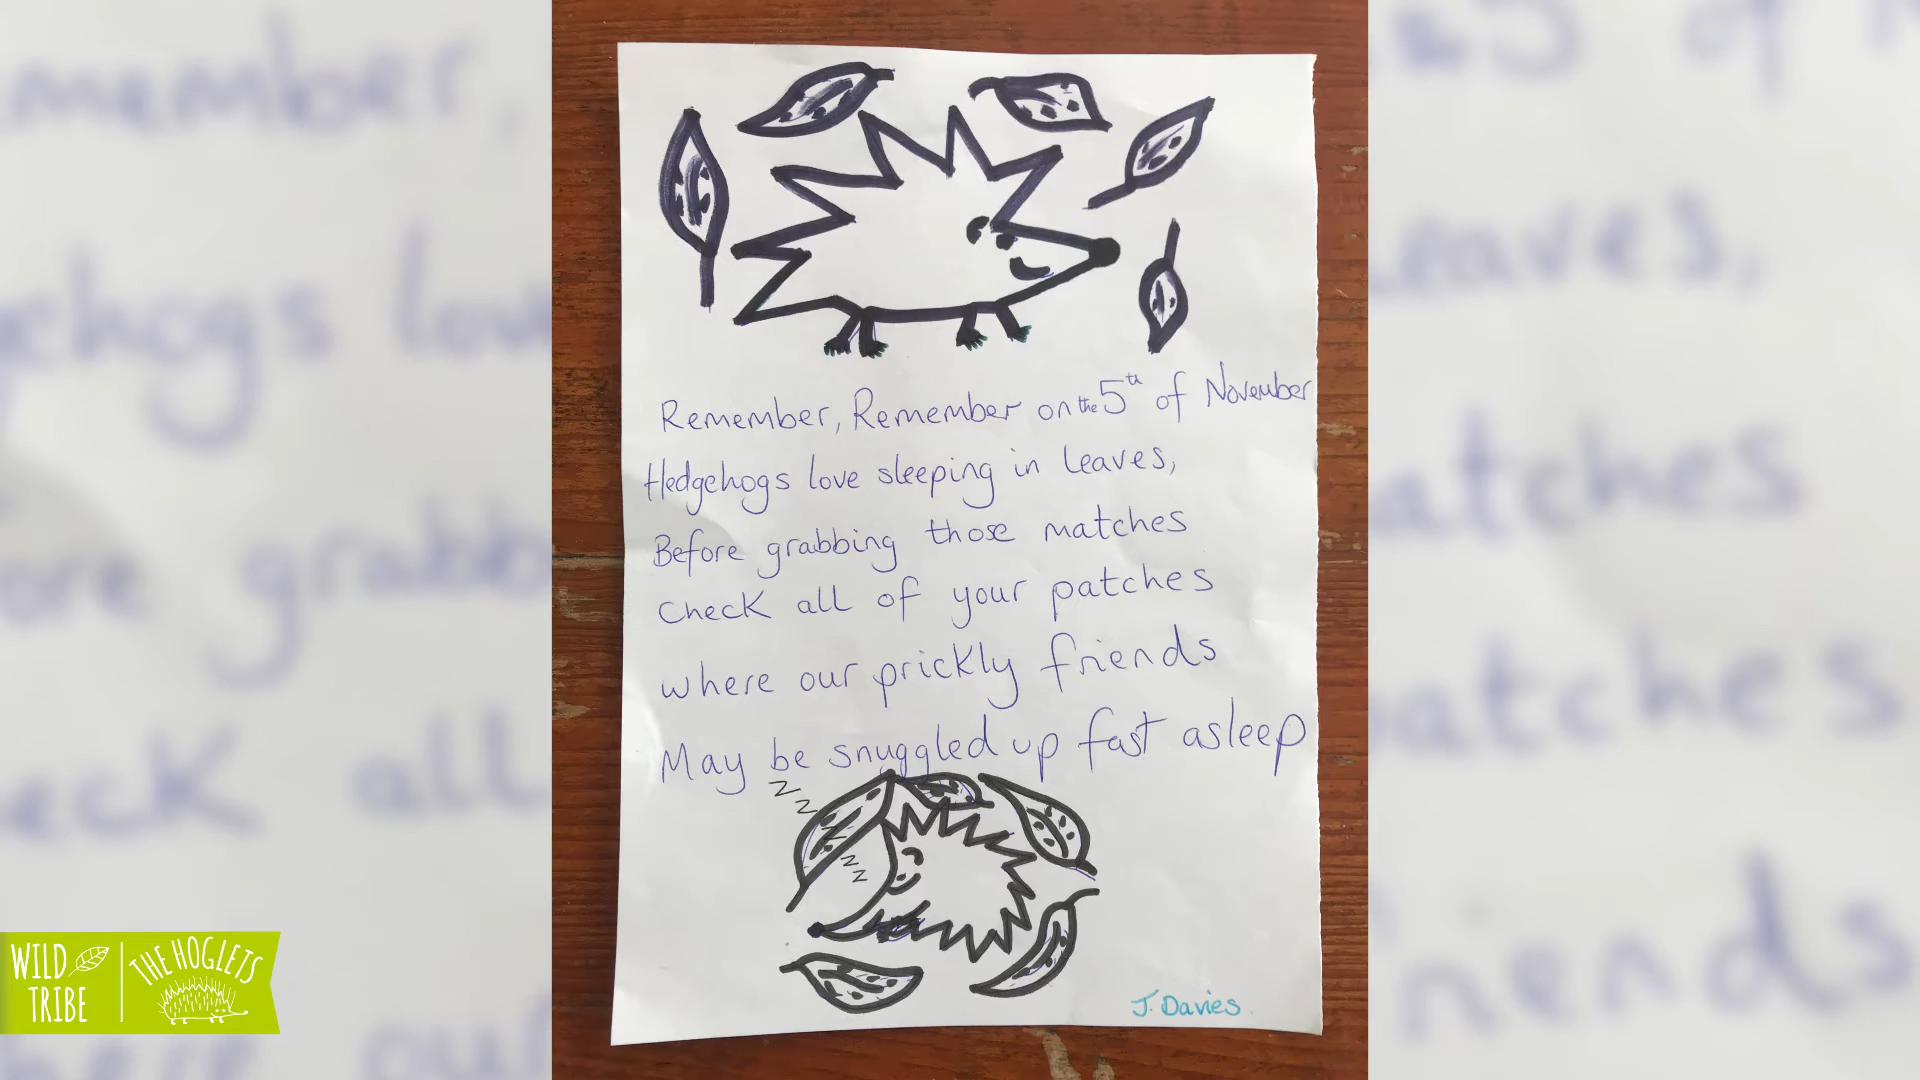 Remember, Remember on the 5th of November
Hedgehogs love sleeping in leaves,
Before grabbing those matches
Check all of your patches
where our prickly friends
May be snuggled up fast asleep
z
z
z
z
z
J. Davies
WILD TRIBE
THE HOGLETS